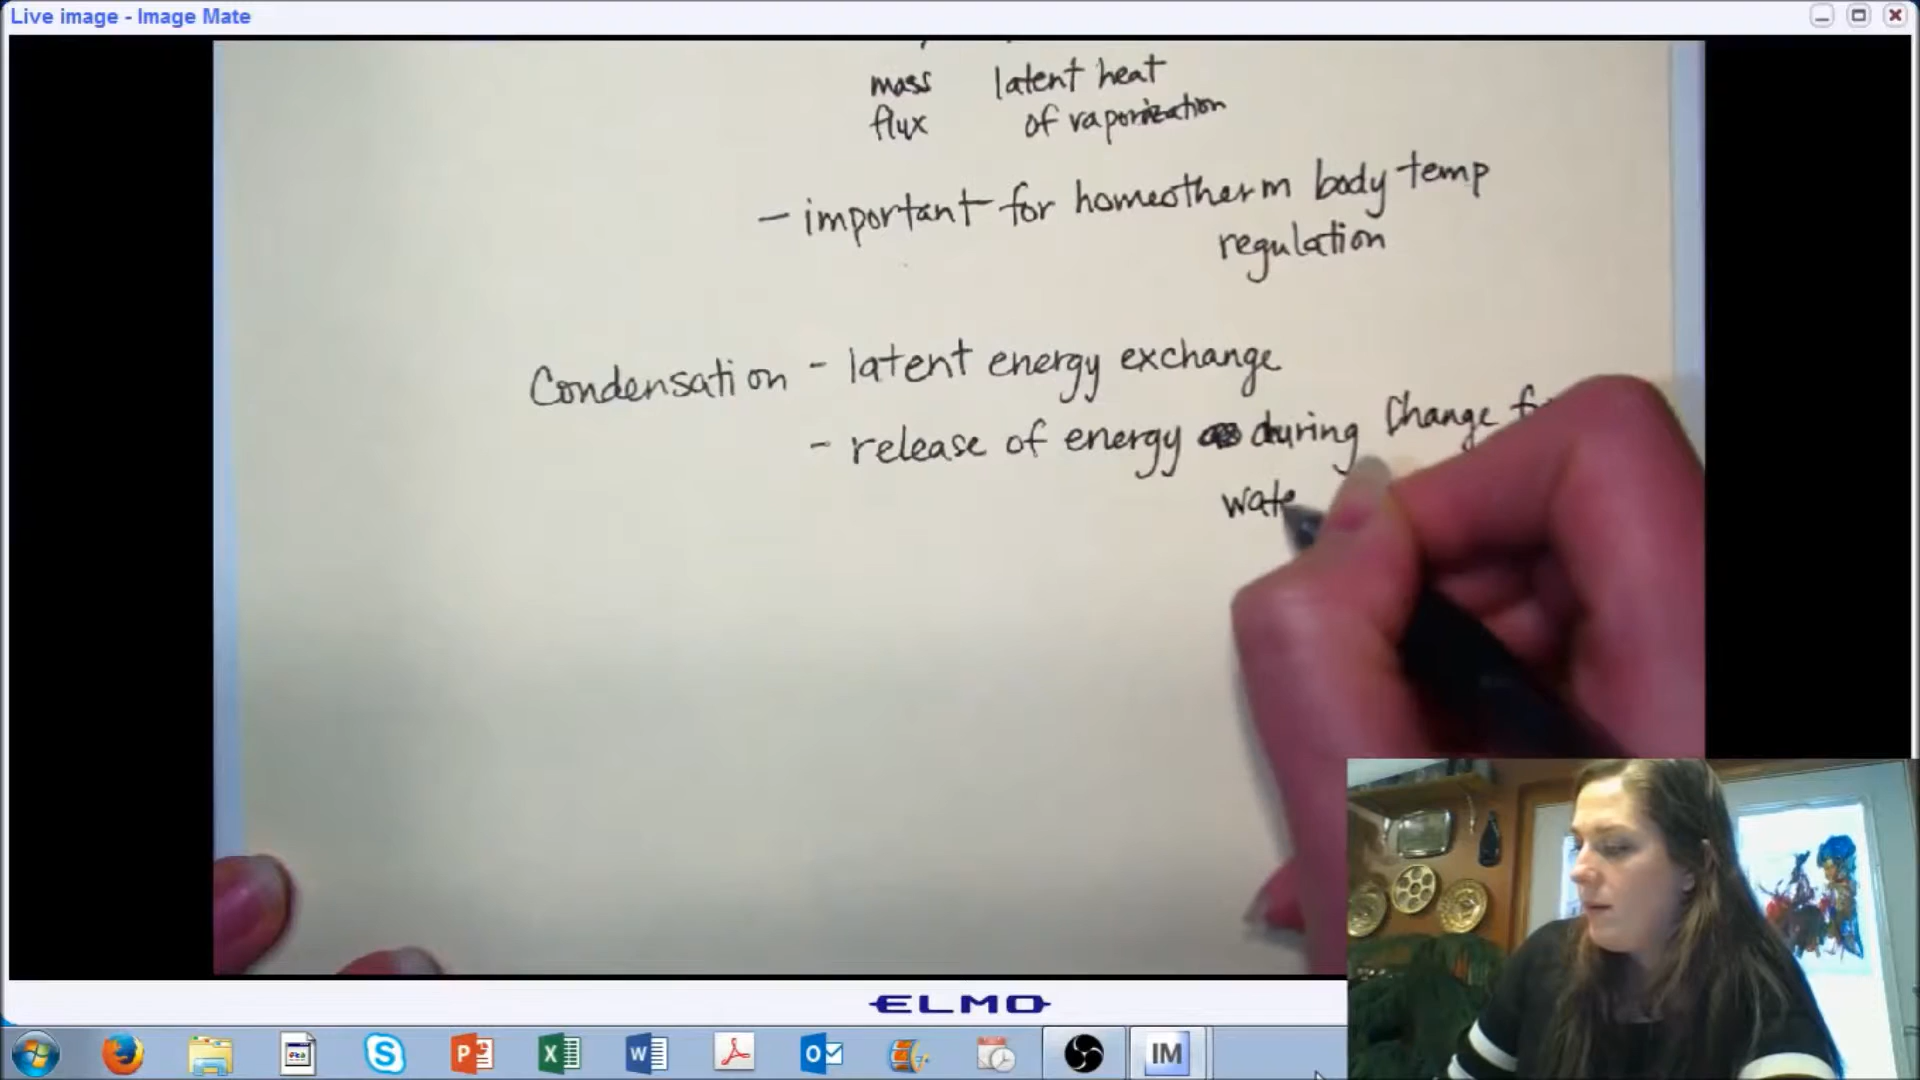 Live image - Image Mate
mass latent heat
flux of vaporization
- important for homeotherm body temp
regulation
Condensation - latent energy exchange
- release of energy during change
wate
ELMO
IM